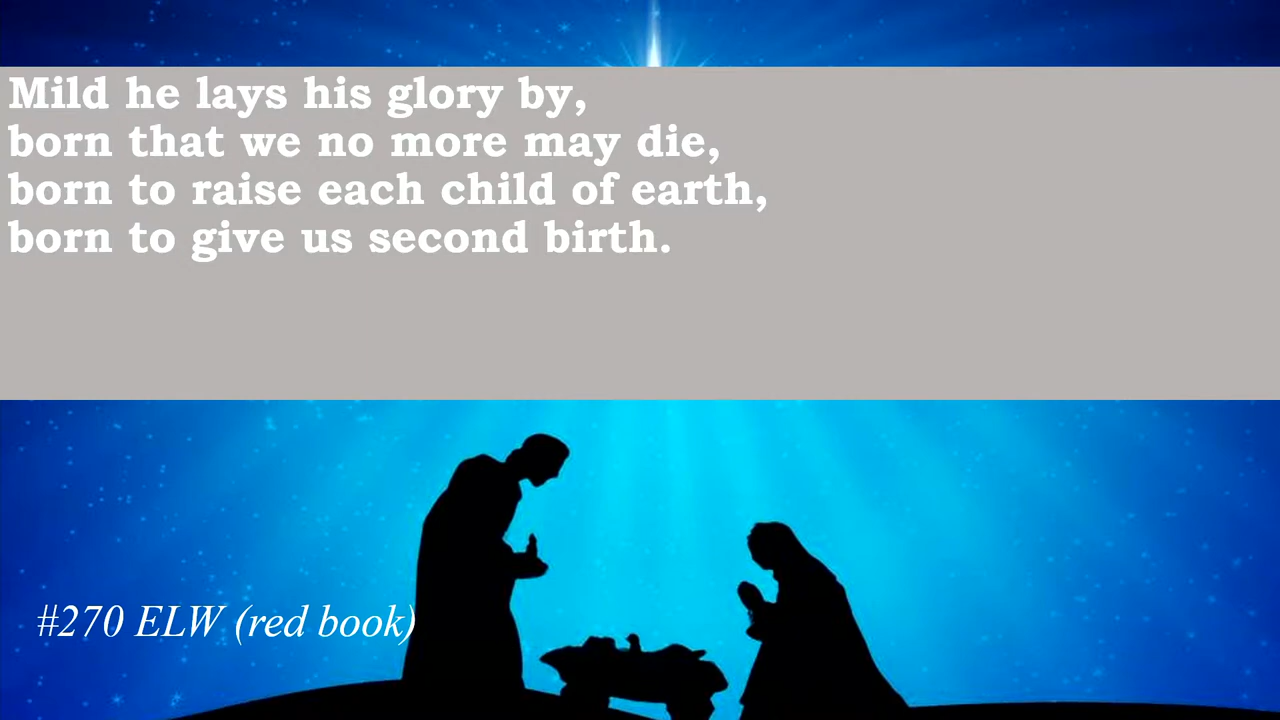 Mild he lays his glory by,
born that we no more may die,
born to raise each child of earth,
born to give us second birth.
#270 ELW (red book)